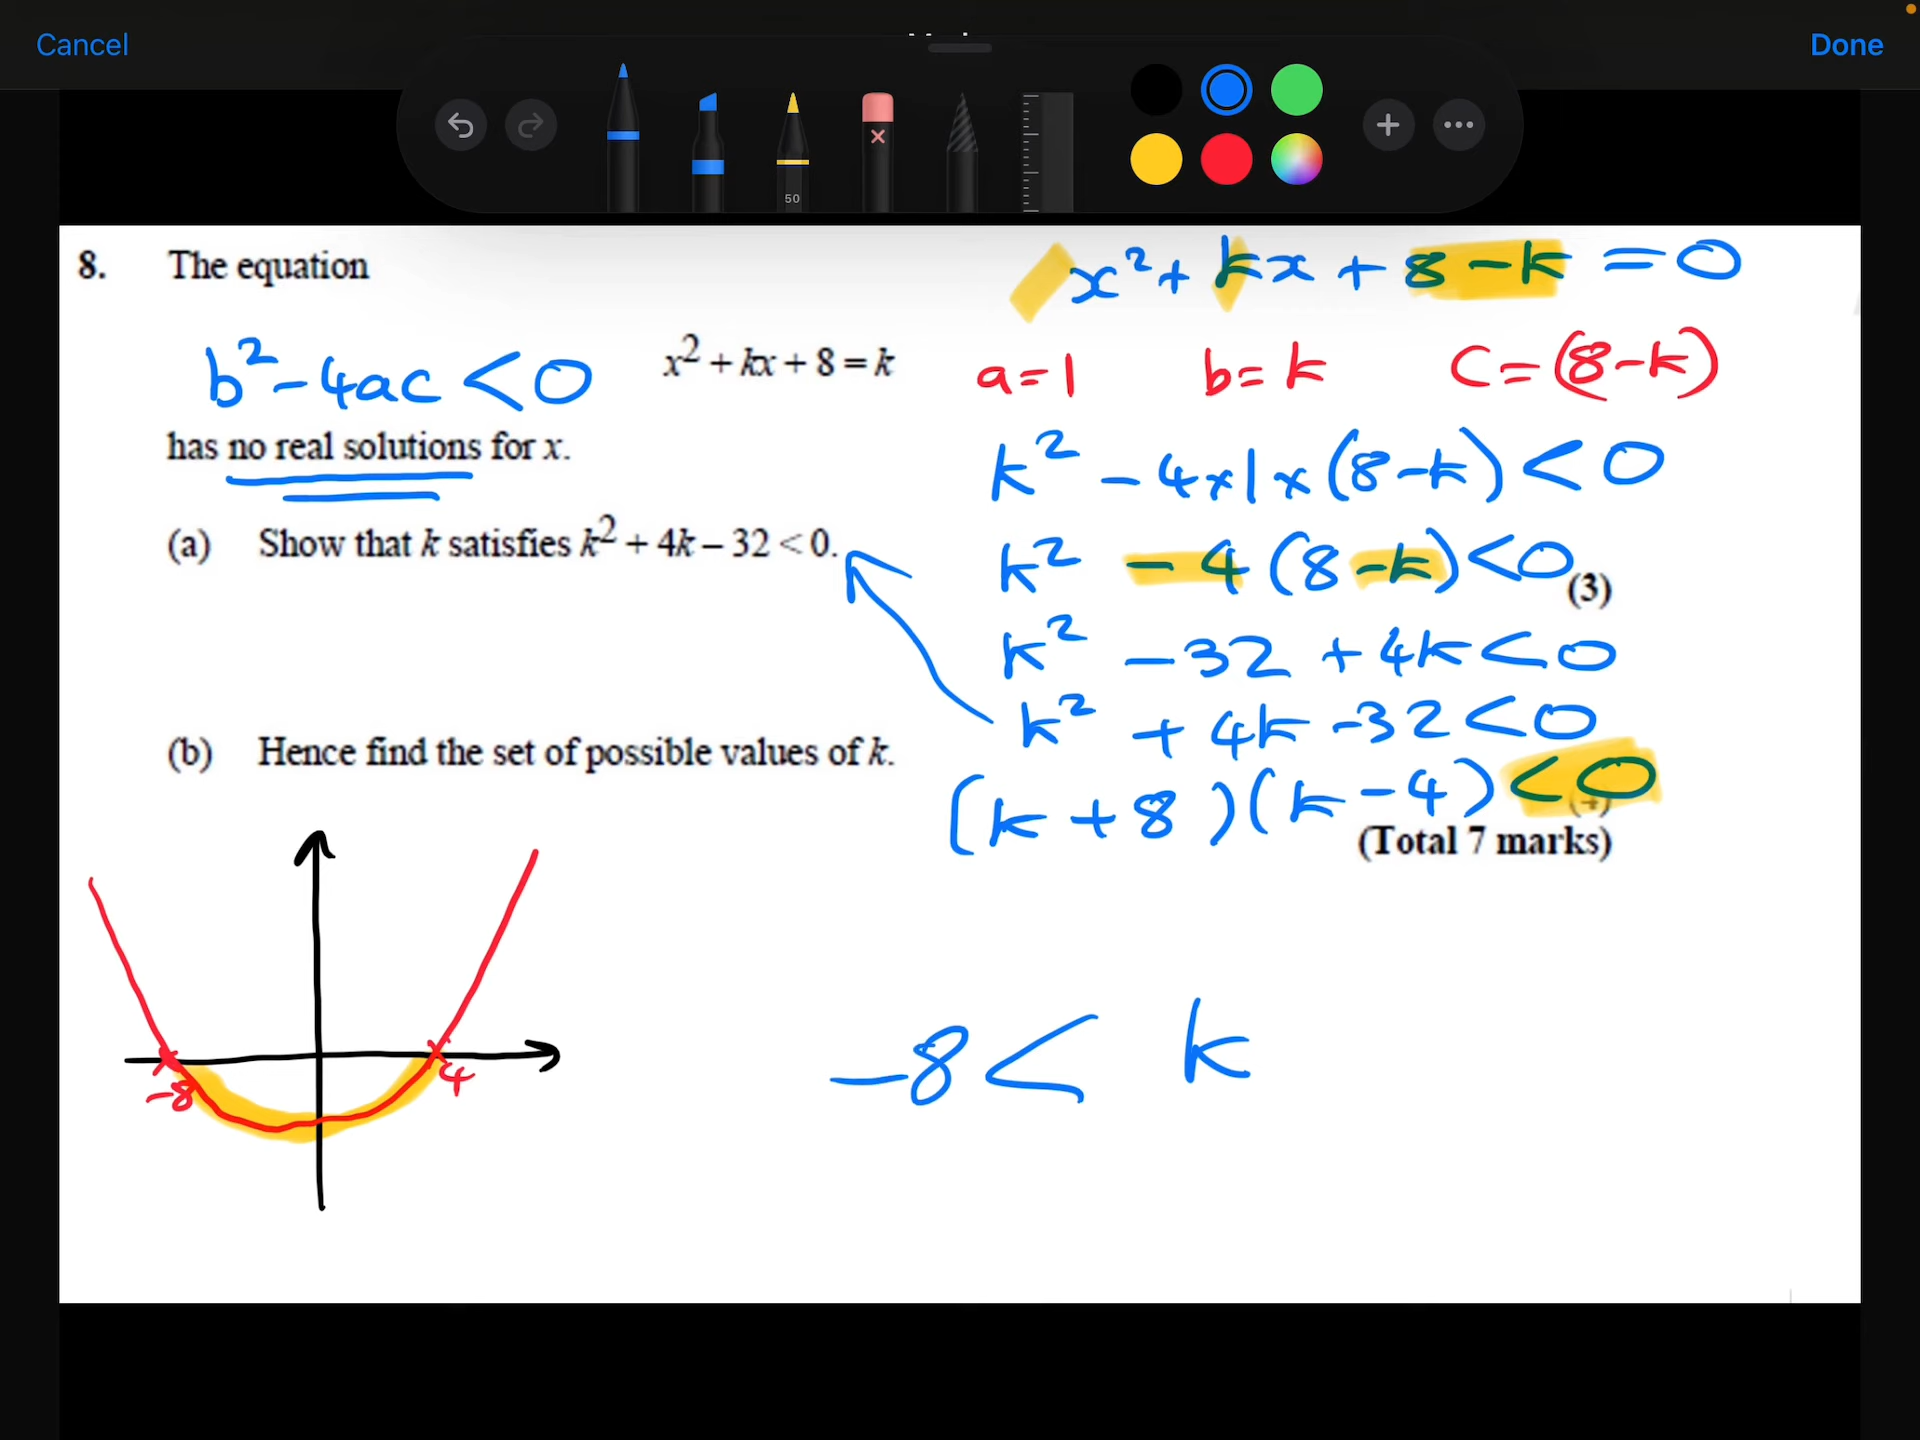 Cancel
Done
50
8. The equation
x² + kx + 8 − k = 0
b² − 4ac < 0
x² + kx + 8 = k
a = 1 b = k c = (8 − k)
has no real solutions for x.
k² − 4 × 1 × (8 − k) < 0
(a) Show that k satisfies k² + 4k − 32 < 0.
k² − 4 (8 − k) < 0
(3)
k² − 32 + 4k < 0
k² + 4k − 32 < 0
(b) Hence find the set of possible values of k.
(k + 8)(k − 4) < 0
(4)
(Total 7 marks)
−8
4
−8 < k